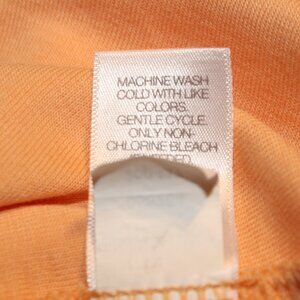 MACHINE WASH
COLD WITH LIKE
COLORS.
GENTLE CYCLE.
ONLY NON-
CHLORINE BLEACH